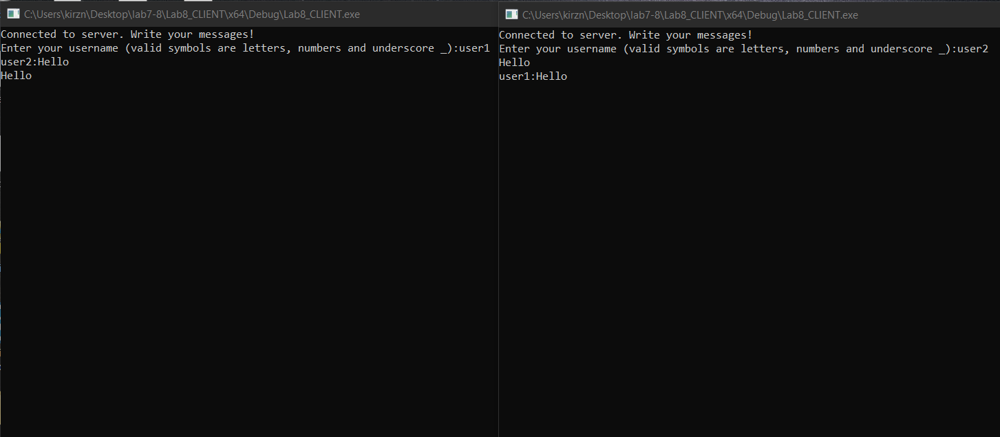 C:\Users\kirzn\Desktop\lab7-8\Lab8_CLIENT\x64\Debug\Lab8_CLIENT.exe
Connected to server. Write your messages!
Enter your username (valid symbols are letters, numbers and underscore _):user1
user2:Hello
Hello
C:\Users\kirzn\Desktop\lab7-8\Lab8_CLIENT\x64\Debug\Lab8_CLIENT.exe
Connected to server. Write your messages!
Enter your username (valid symbols are letters, numbers and underscore _):user2
Hello
user1:Hello